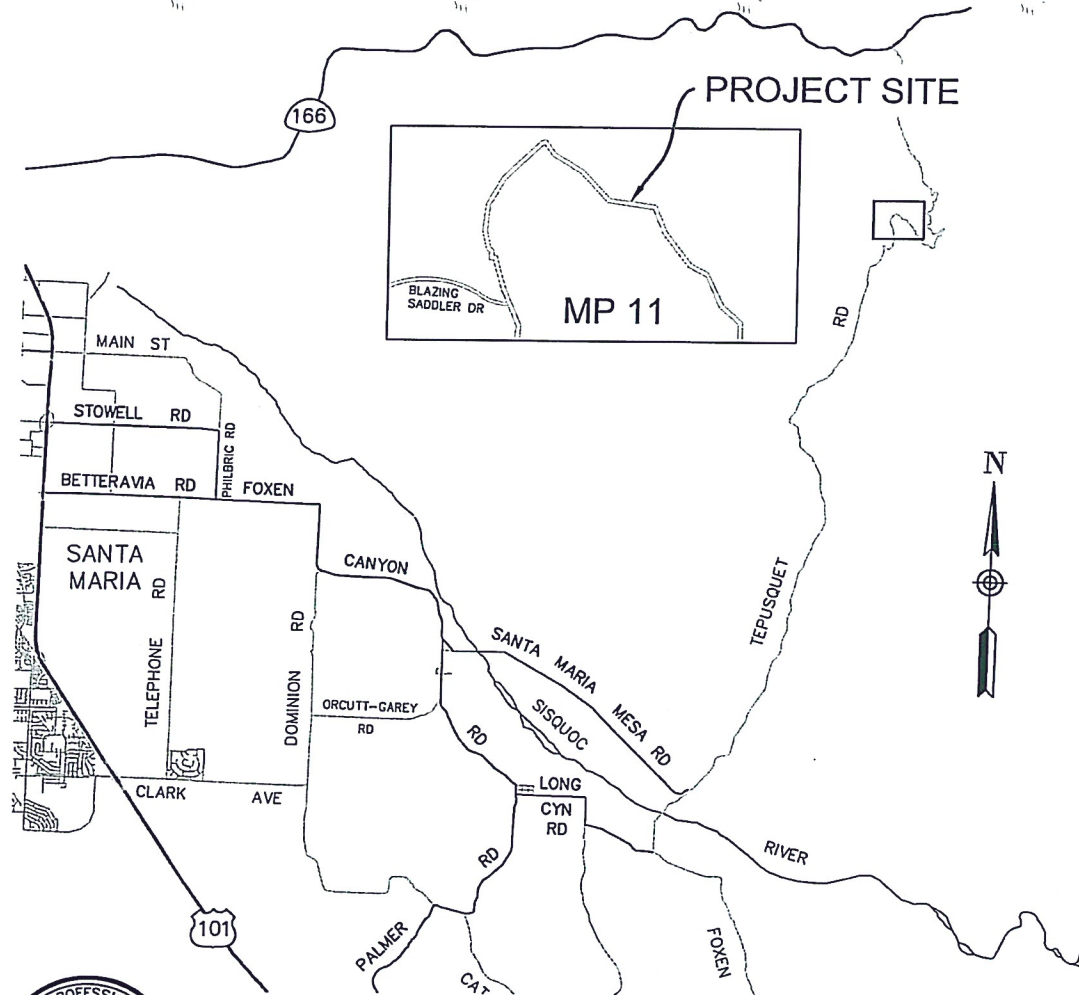 PROJECT SITE
166
BLAZING
SADDLER DR
MP 11
RD
MAIN ST
STOWELL RD
PHILBRIC RD
BETTERAVIA RD
FOXEN
N
SANTA
MARIA
CANYON
RD
TEPUSQUET
RD
SANTA MARIA MESA RD
TELEPHONE
DOMINION
ORCUTT-GAREY
RD
SISQUOC
RD
LONG
CYN
RD
CLARK AVE
RIVER
RD
101
PALMER
FOXEN
CAT
PROFESSI